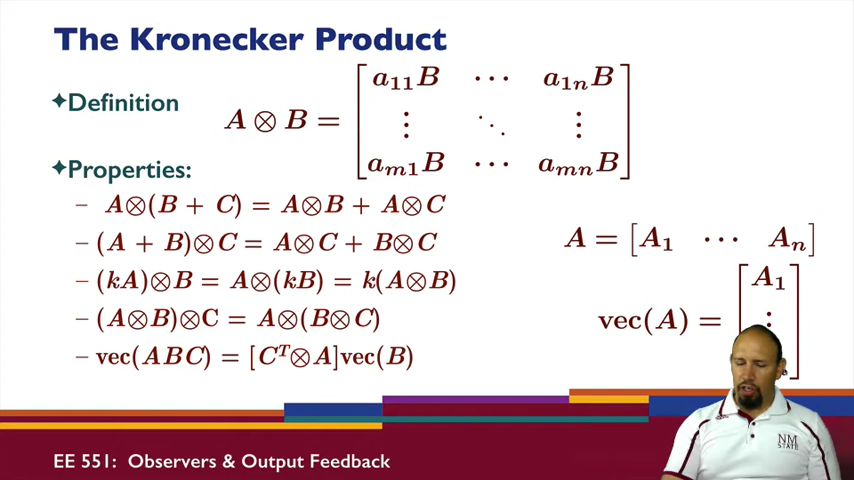 The Kronecker Product
✦Definition
A ⊗ B = [ a₁₁B ⋯ a₁ₙB
⋮ ⋱ ⋮
aₘ₁B ⋯ aₘₙB ]
✦Properties:
– A⊗(B + C) = A⊗B + A⊗C
– (A + B)⊗C = A⊗C + B⊗C
– (kA)⊗B = A⊗(kB) = k(A⊗B)
– (A⊗B)⊗C = A⊗(B⊗C)
– vec(ABC) = [Cᵀ⊗A]vec(B)
A = [A₁ ⋯ Aₙ]
vec(A) = [ A₁
⋮
NM
STATE
EE 551: Observers & Output Feedback